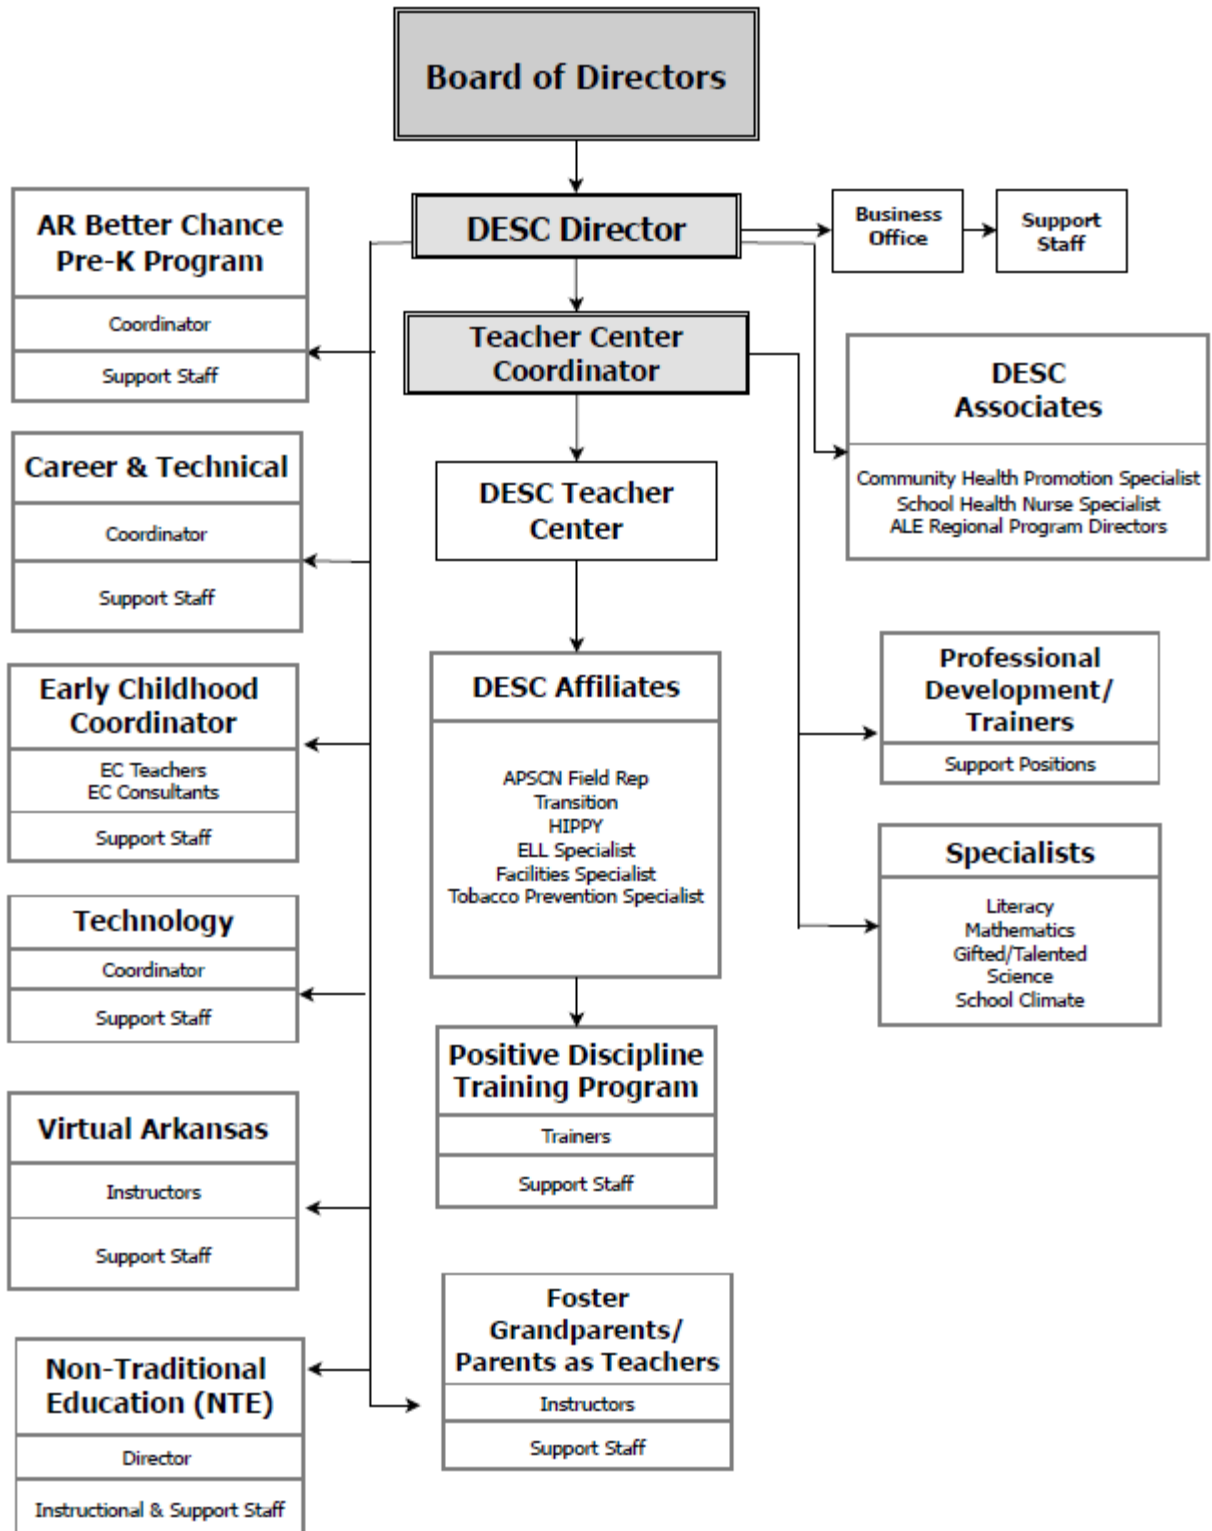 Board of Directors
DESC Director
Business
Office
Support
Staff
AR Better Chance
Pre-K Program
Coordinator
Support Staff
Teacher Center
Coordinator
DESC
Associates
Community Health Promotion Specialist
School Health Nurse Specialist
ALE Regional Program Directors
Career & Technical
Coordinator
Support Staff
DESC Teacher
Center
Early Childhood
Coordinator
EC Teachers
EC Consultants
Support Staff
DESC Affiliates
APSCN Field Rep
Transition
HIPPY
ELL Specialist
Facilities Specialist
Tobacco Prevention Specialist
Professional
Development/
Trainers
Support Positions
Specialists
Literacy
Mathematics
Gifted/Talented
Science
School Climate
Technology
Coordinator
Support Staff
Positive Discipline
Training Program
Trainers
Support Staff
Virtual Arkansas
Instructors
Support Staff
Foster
Grandparents/
Parents as Teachers
Instructors
Support Staff
Non-Traditional
Education (NTE)
Director
Instructional & Support Staff